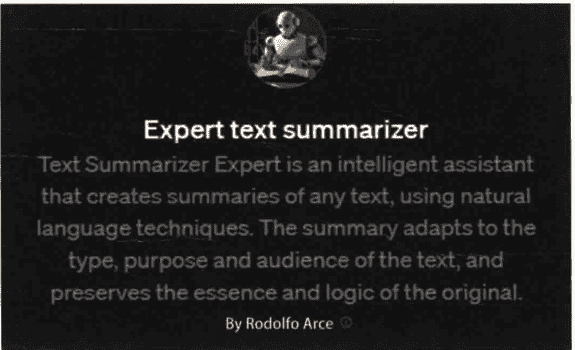 Expert text summarizer
Text Summarizer Expert is an intelligent assistant
that creates summaries of any text, using natural
language techniques. The summary adapts to the
type, purpose and audience of the text, and
preserves the essence and logic of the original.
By Rodolfo Arce